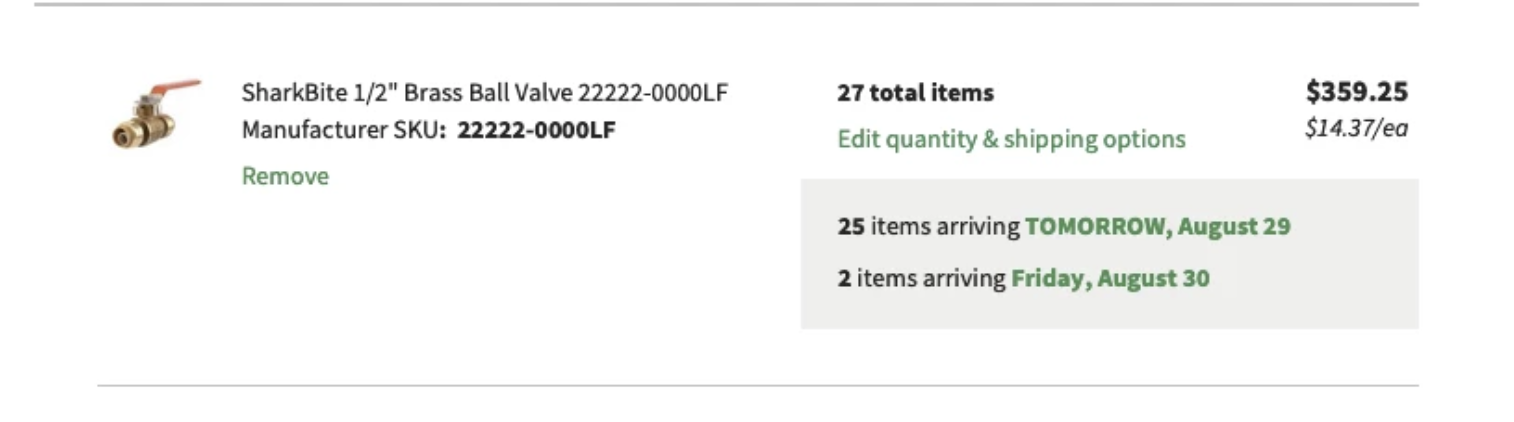 SharkBite 1/2" Brass Ball Valve 22222-0000LF
Manufacturer SKU: 22222-0000LF
Remove
27 total items
Edit quantity & shipping options
$359.25
$14.37/ea
25 items arriving TOMORROW, August 29
2 items arriving Friday, August 30